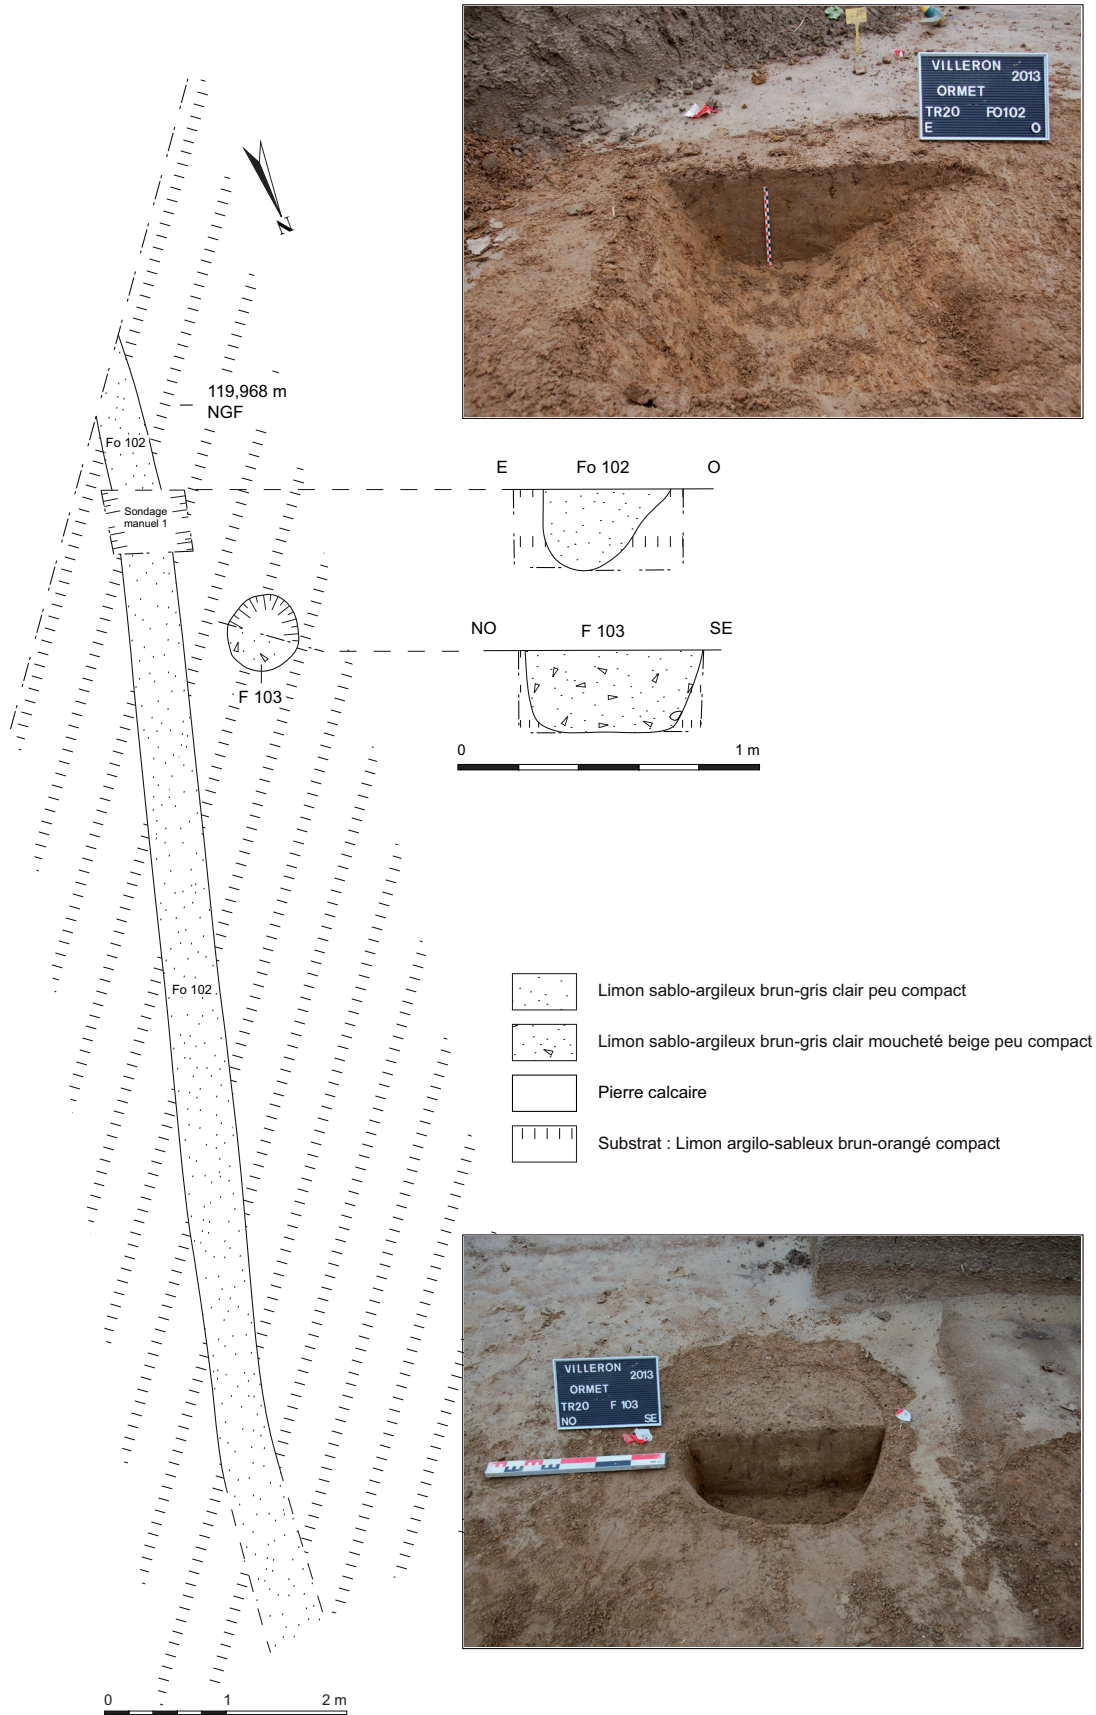 VILLERON
2013
ORMET
TR20 FO102
E O
N
119,968 m
NGF
Fo 102
Sondage
manuel 1
E Fo 102 O
NO F 103 SE
F 103
0 1 m
Fo 102
Limon sablo-argileux brun-gris clair peu compact
Limon sablo-argileux brun-gris clair moucheté beige peu compact
Pierre calcaire
Substrat : Limon argilo-sableux brun-orangé compact
VILLERON
2013
ORMET
TR20 F 103
NO SE
0 1 2 m